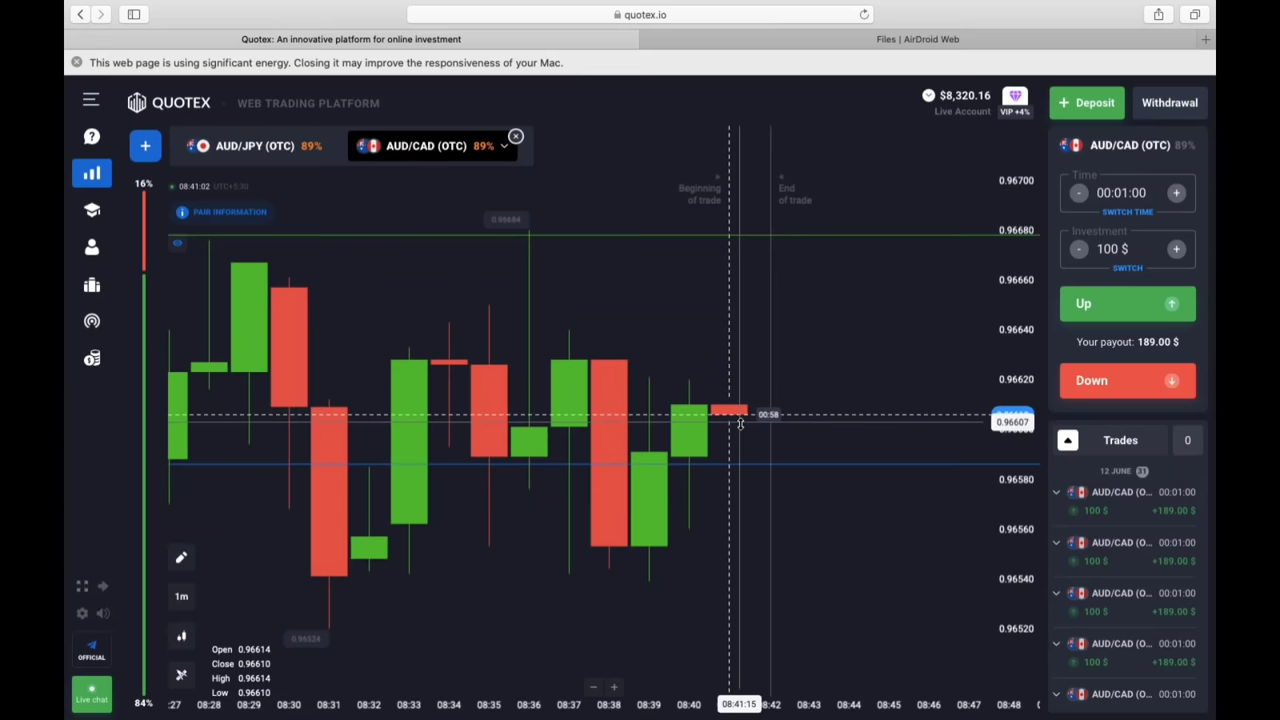 quotex.io
Quotex: An innovative platform for online investment
Files | AirDroid Web
This web page is using significant energy. Closing it may improve the responsiveness of your Mac.
QUOTEX
WEB TRADING PLATFORM
$8,320.16
Live Account
VIP +4%
+ Deposit
Withdrawal
+
AUD/JPY (OTC) 89%
AUD/CAD (OTC) 89%
16%
08:41:02 UTC+5:30
PAIR INFORMATION
0.96684
Beginning
of trade
End
of trade
0.96700
0.96680
0.96660
0.96640
0.96620
0.96607
0.96580
0.96560
0.96540
0.96520
00:58
0.96524
1m
Open 0.96614
Close 0.96610
High 0.96614
Low 0.96610
84%
:27 08:28 08:29 08:30 08:31 08:32 08:33 08:34 08:35 08:36 08:37 08:38 08:39 08:40 08:41:15 08:42 08:43 08:44 08:45 08:46 08:47 08:48
OFFICIAL
Live chat
AUD/CAD (OTC) 89%
Time
- 00:01:00 +
SWITCH TIME
Investment
- 100 $ +
SWITCH
Up
Your payout: 189.00 $
Down
Trades 0
12 JUNE 21
AUD/CAD (O... 00:01:00
100 $ +189.00 $
AUD/CAD (O... 00:01:00
100 $ +189.00 $
AUD/CAD (O... 00:01:00
100 $ +189.00 $
AUD/CAD (O... 00:01:00
100 $ +189.00 $
AUD/CAD (O... 00:01:00